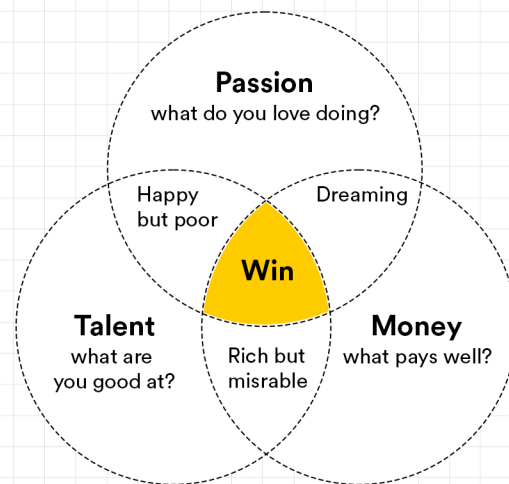 Passion
what do you love doing?
Happy
but poor
Dreaming
Win
Talent
what are
you good at?
Rich but
misrable
Money
what pays well?